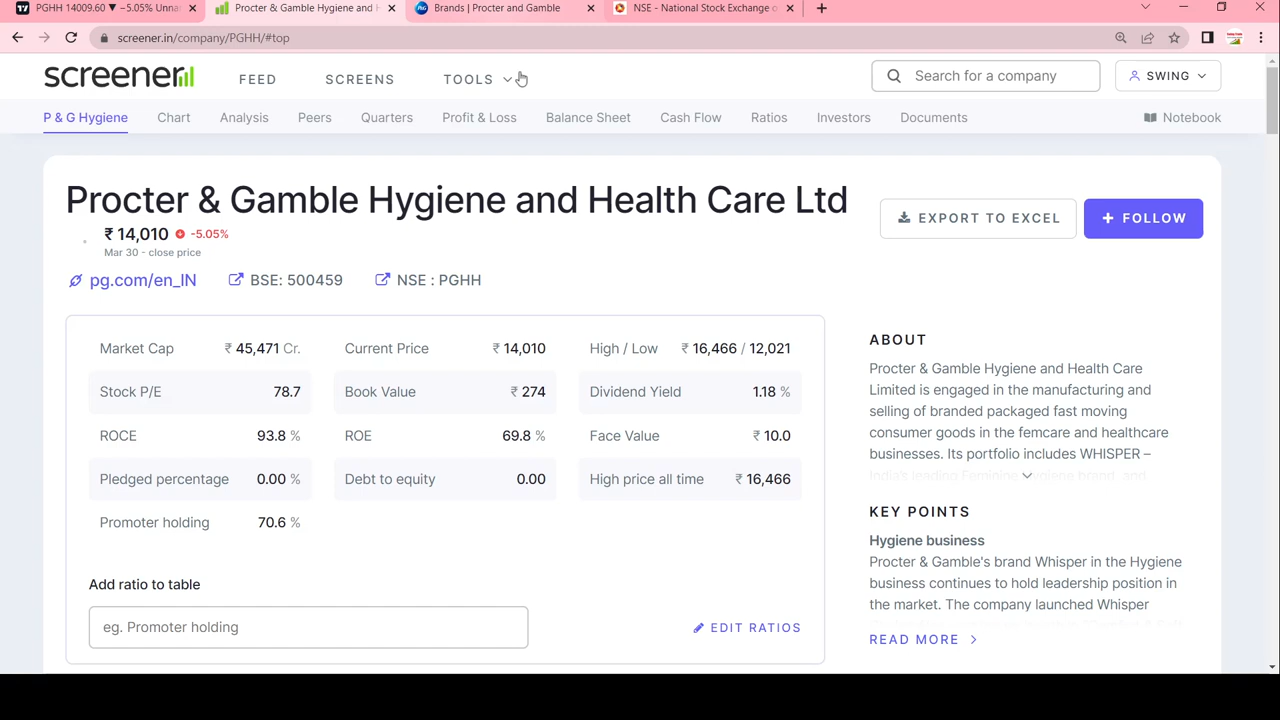 PGHH 14009.60 ▼ −5.05% Unna
Procter & Gamble Hygiene and H
Brands | Procter and Gamble
NSE - National Stock Exchange o
screener.in/company/PGHH/#top
screener
FEED
SCREENS
TOOLS
Search for a company
SWING
P & G Hygiene
Chart
Analysis
Peers
Quarters
Profit & Loss
Balance Sheet
Cash Flow
Ratios
Investors
Documents
Notebook
Procter & Gamble Hygiene and Health Care Ltd
EXPORT TO EXCEL
+ FOLLOW
₹ 14,010 -5.05%
Mar 30 - close price
pg.com/en_IN
BSE: 500459
NSE : PGHH
Market Cap ₹ 45,471 Cr.
Current Price ₹ 14,010
High / Low ₹ 16,466 / 12,021
Stock P/E 78.7
Book Value ₹ 274
Dividend Yield 1.18 %
ROCE 93.8 %
ROE 69.8 %
Face Value ₹ 10.0
Pledged percentage 0.00 %
Debt to equity 0.00
High price all time ₹ 16,466
Promoter holding 70.6 %
Add ratio to table
eg. Promoter holding
EDIT RATIOS
ABOUT
Procter & Gamble Hygiene and Health Care
Limited is engaged in the manufacturing and
selling of branded packaged fast moving
consumer goods in the femcare and healthcare
businesses. Its portfolio includes WHISPER –
India's leading Feminine Hygiene brand, and
KEY POINTS
Hygiene business
Procter & Gamble's brand Whisper in the Hygiene
business continues to hold leadership position in
the market. The company launched Whisper
READ MORE